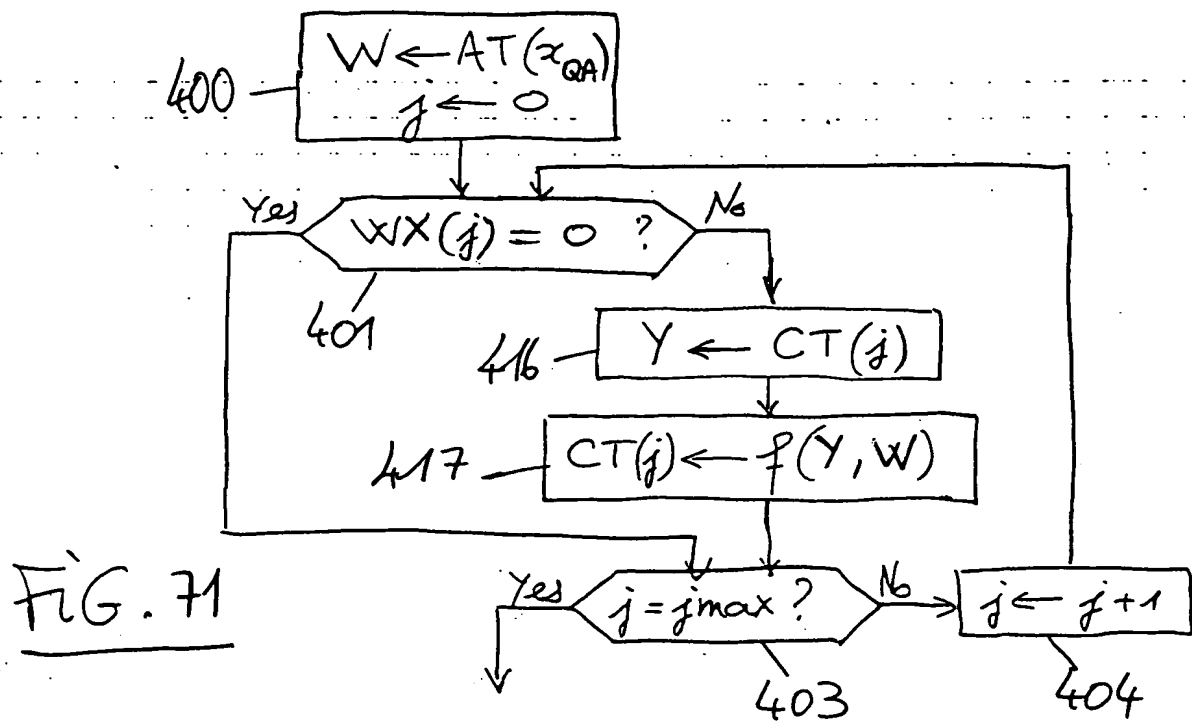 W ← AT(x_QA)
400
j ← 0
Yes
WX(j) = 0 ?
No
401
416
Y ← CT(j)
417
CT(j) ← f(Y, W)
FiG. 71
Yes
j = jmax ?
No
j ← j+1
403
404